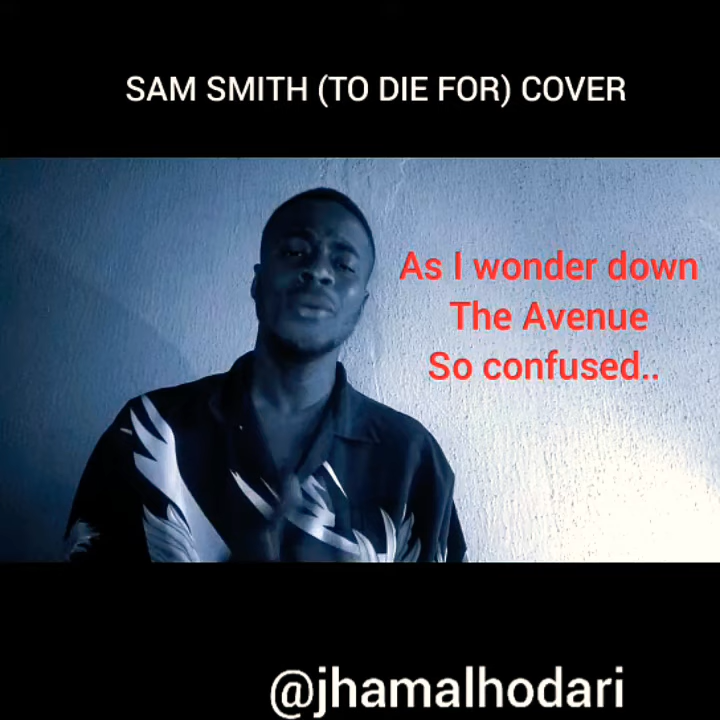 SAM SMITH (TO DIE FOR) COVER
As I wonder down
The Avenue
So confused..
@jhamalhodari